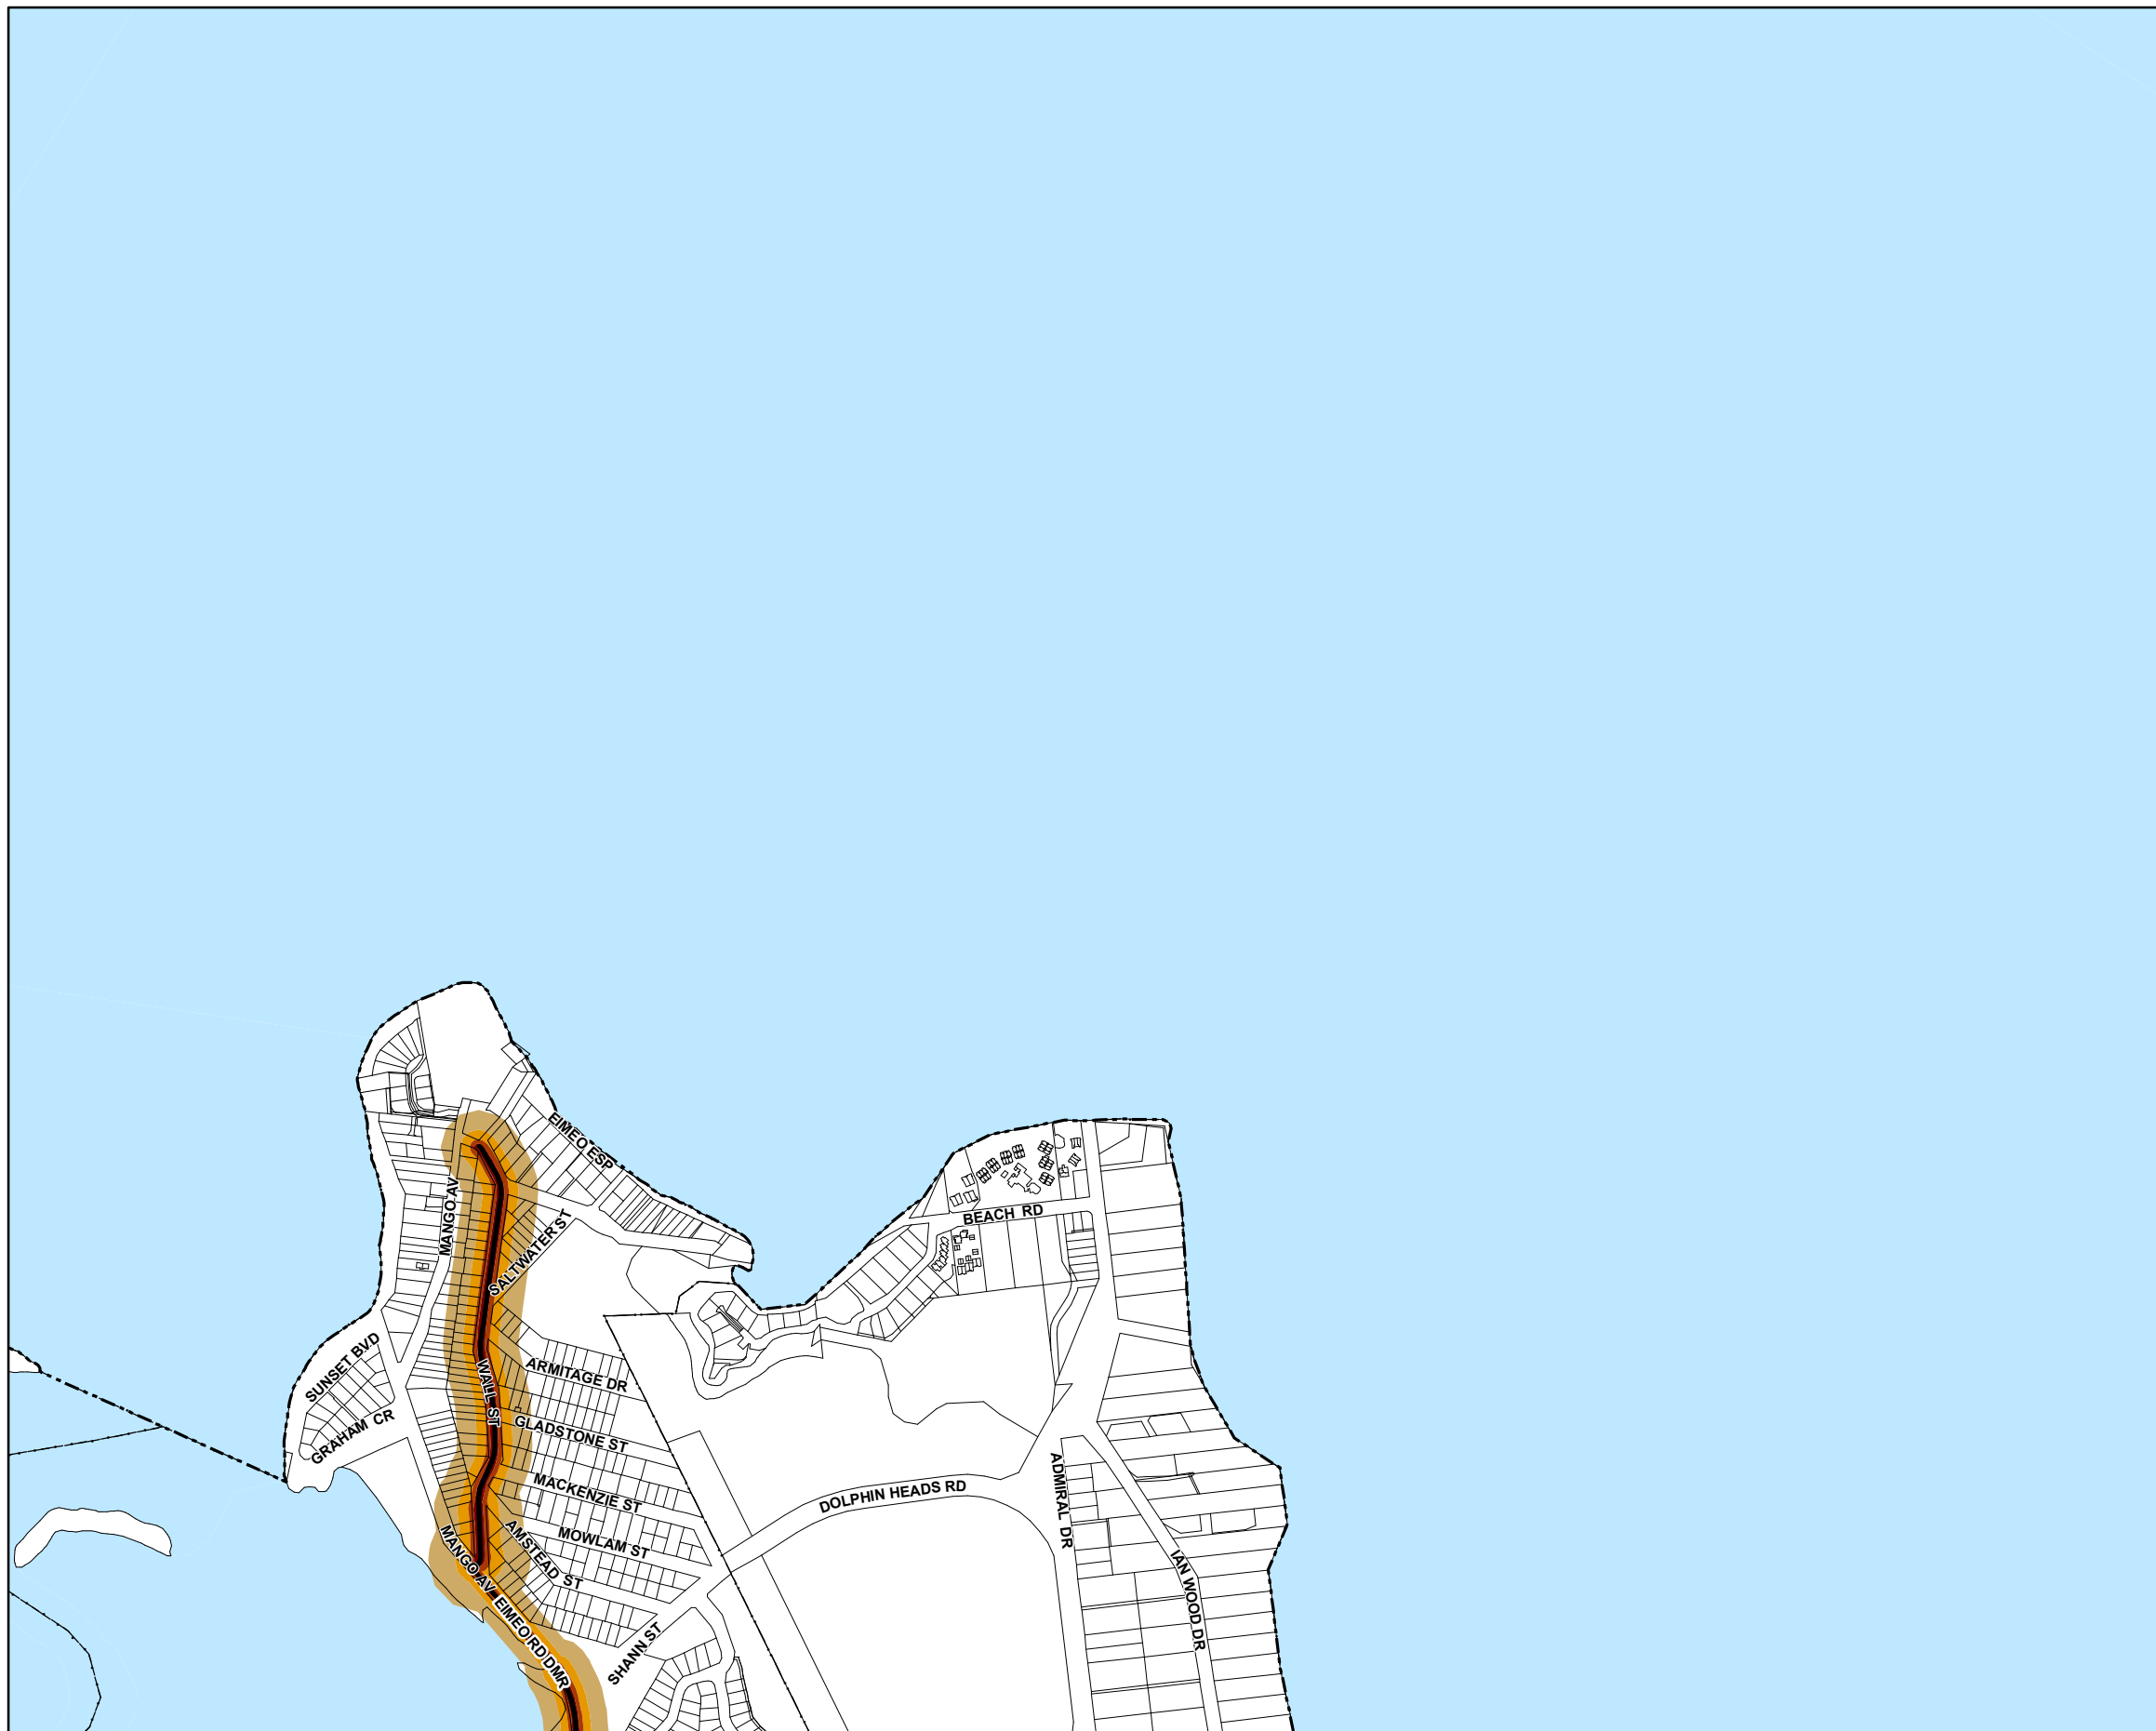 EIMEO ESP
MANGO AV
BEACH RD
SALTWATER ST
SUNSET BVD
ARMITAGE DR
WALL ST
GRAHAM CR
GLADSTONE ST
MACKENZIE ST
DOLPHIN HEADS RD
ADMIRAL DR
AMSTEAD ST
MOWLAM ST
MANGO AV
IAN WOOD DR
EIMEO RD DMR
SHANN ST